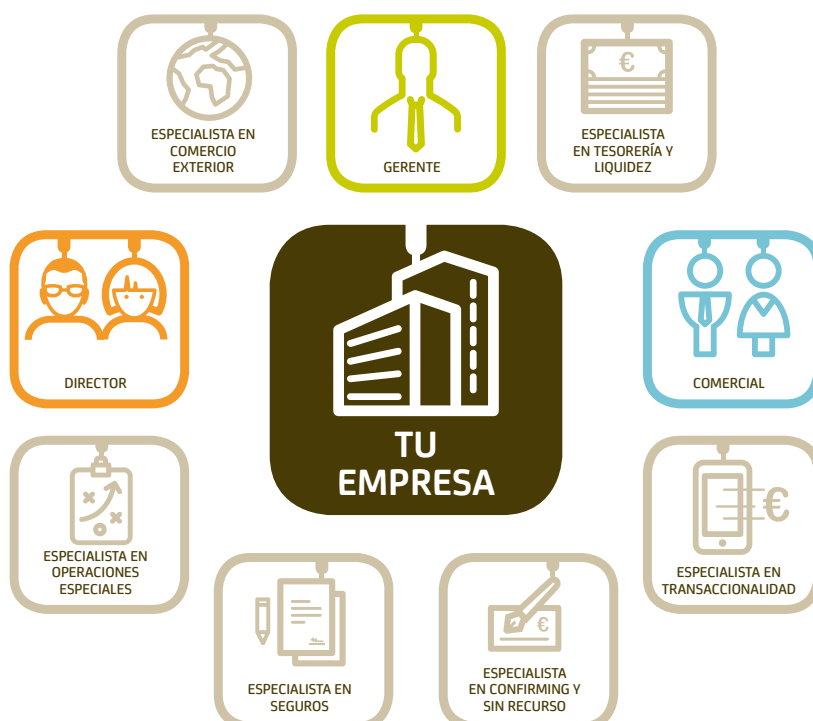 ESPECIALISTA EN
COMERCIO
EXTERIOR
GERENTE
€
ESPECIALISTA
EN TESORERÍA Y
LIQUIDEZ
DIRECTOR
TU
EMPRESA
COMERCIAL
ESPECIALISTA EN
OPERACIONES
ESPECIALES
€
ESPECIALISTA EN
TRANSACCIONALIDAD
ESPECIALISTA EN
SEGUROS
€
ESPECIALISTA
EN CONFIRMING Y
SIN RECURSO